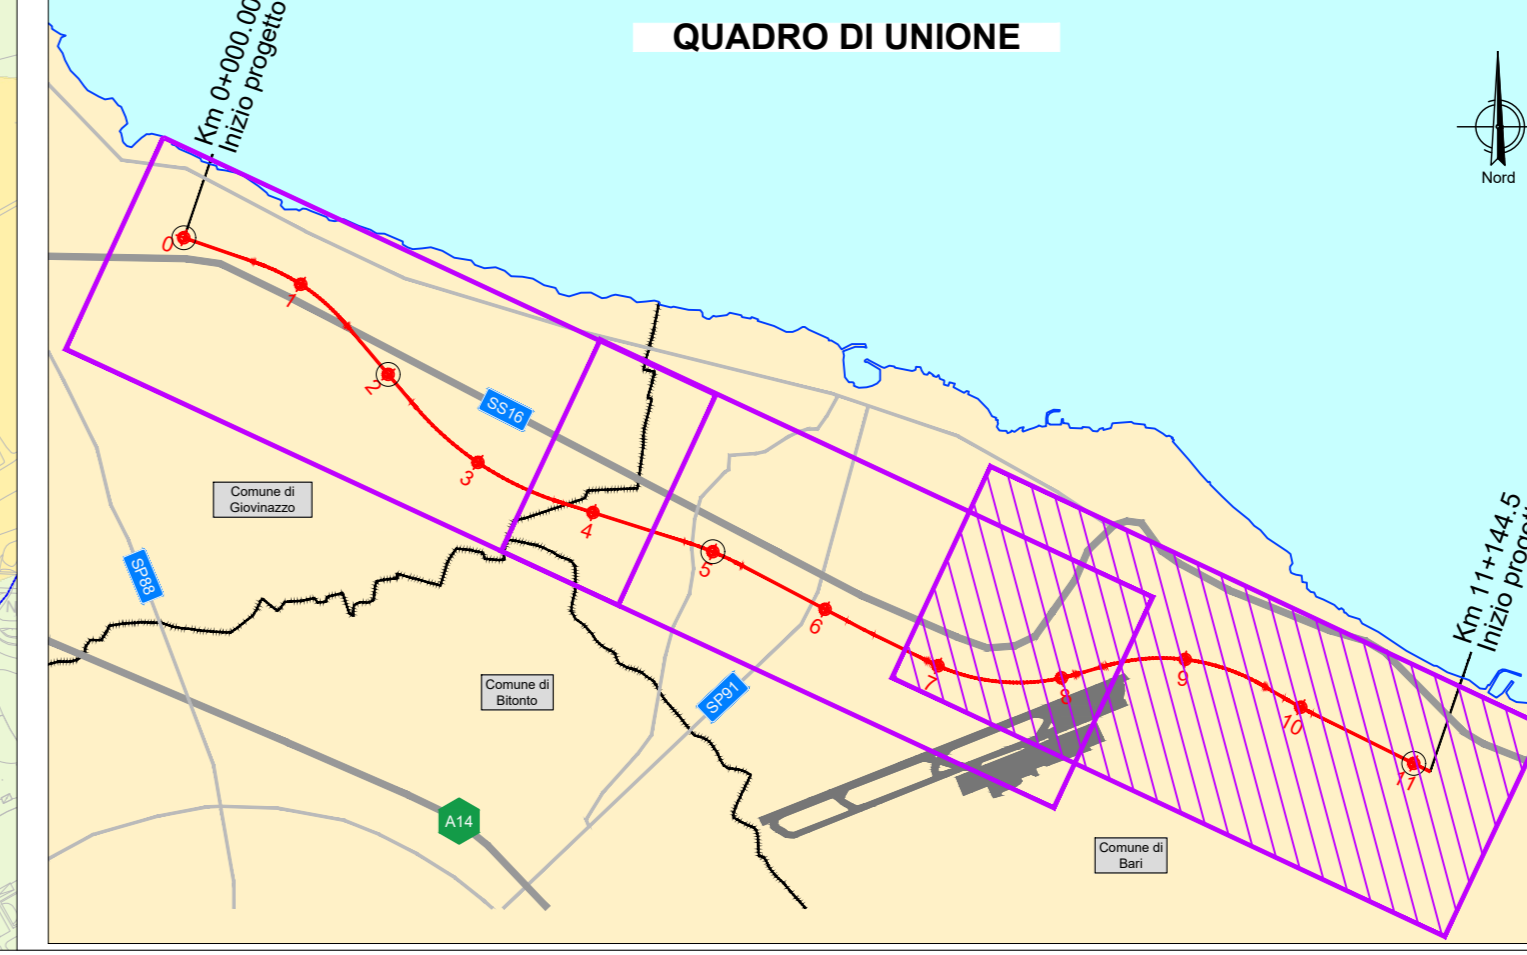 QUADRO DI UNIONE
Km 0+000.00
Inizio progetto
Nord
0
1
2
SS16
3
Comune di
Giovinazzo
4
5
SP88
6
7
8
9
Km 11+144.5
Inizio
Comune di
Bitonto
SP91
10
11
A14
Comune di
Bari